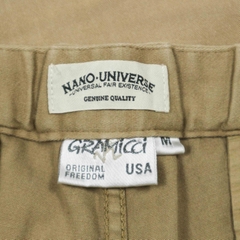 NANO·UNIVERSE
UNIVERSAL FAIR EXISTENCE
GENUINE QUALITY
M
GRAMICCI
ORIGINAL
FREEDOM
USA